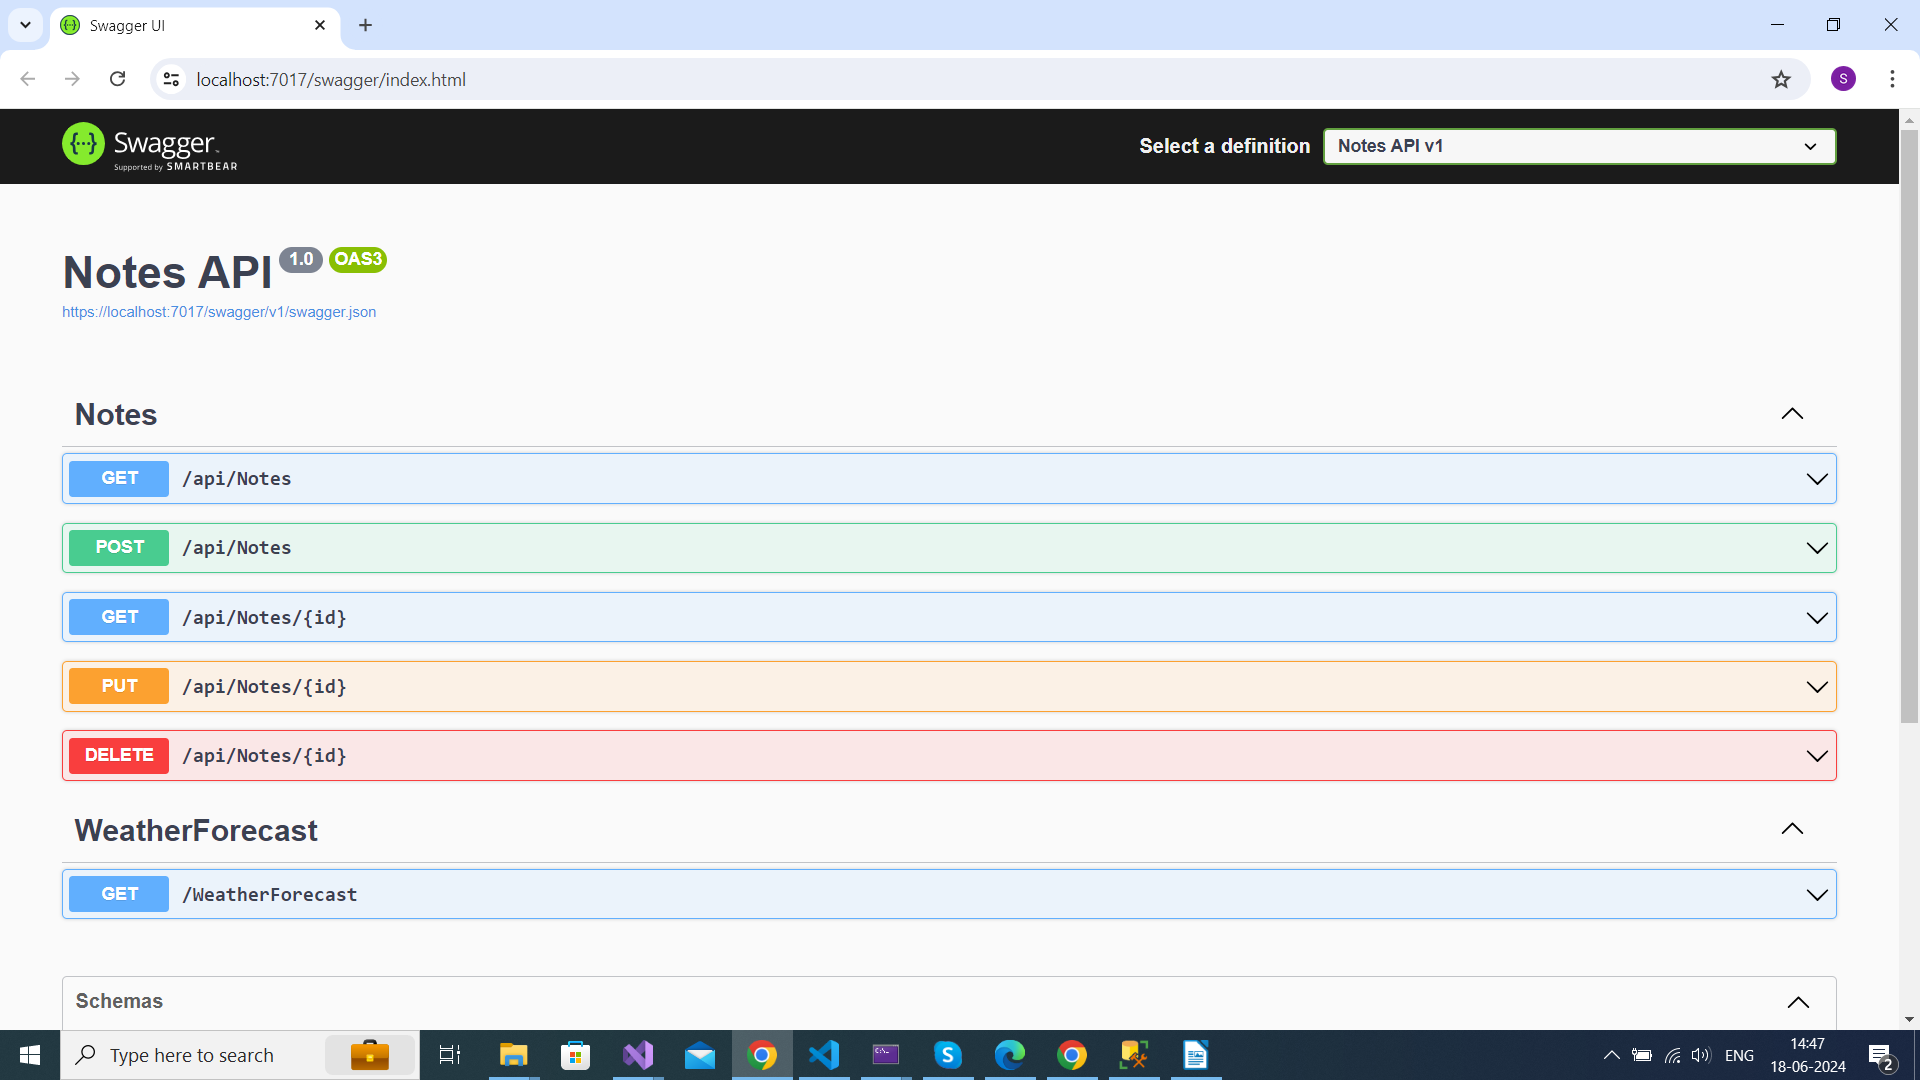 Swagger UI
localhost:7017/swagger/index.html
S
{···} Swagger
Supported by SMARTBEAR
Select a definition
Notes API v1
Notes API 1.0 OAS3
https://localhost:7017/swagger/v1/swagger.json
Notes
GET /api/Notes
POST /api/Notes
GET /api/Notes/{id}
PUT /api/Notes/{id}
DELETE /api/Notes/{id}
WeatherForecast
GET /WeatherForecast
Schemas
Type here to search
ENG
14:47
18-06-2024
2